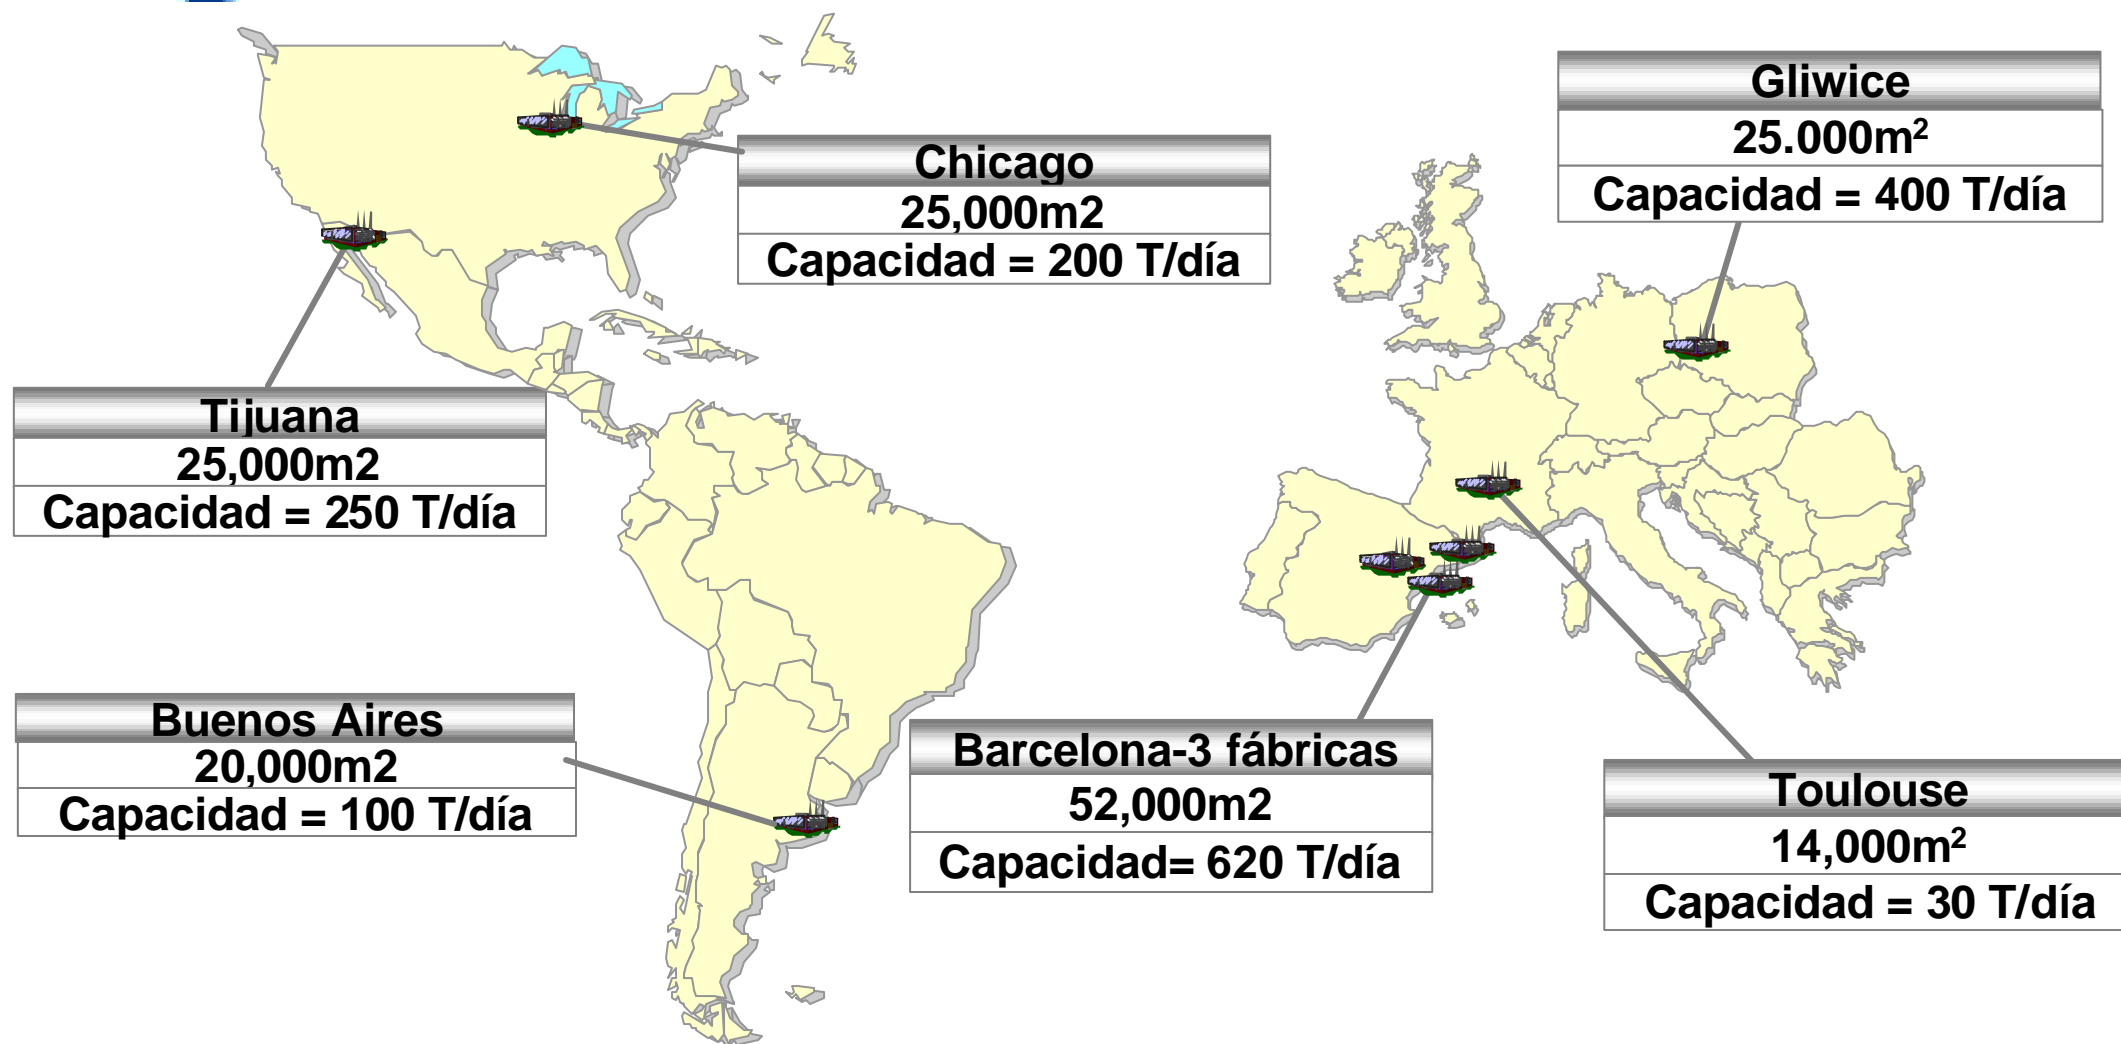 Gliwice
25.000m²
Capacidad = 400 T/día
Chicago
25,000m2
Capacidad = 200 T/día
Tijuana
25,000m2
Capacidad = 250 T/día
Buenos Aires
20,000m2
Capacidad = 100 T/día
Barcelona-3 fábricas
52,000m2
Capacidad= 620 T/día
Toulouse
14,000m²
Capacidad = 30 T/día